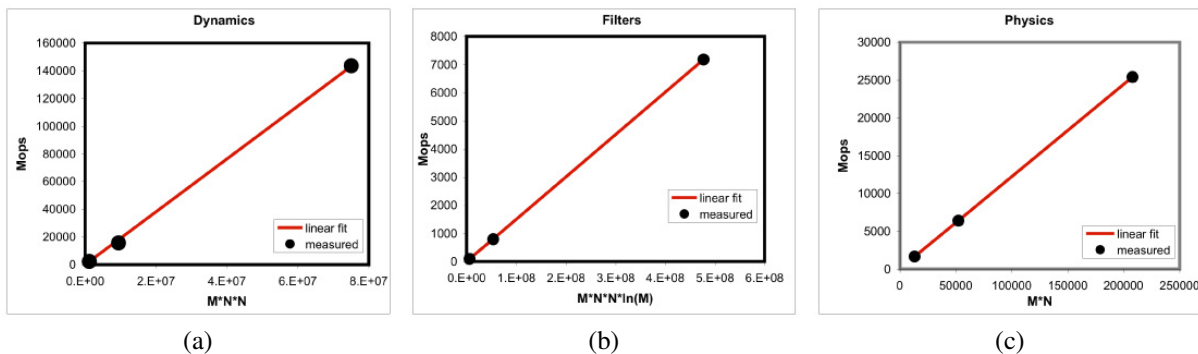 Dynamics
160000
140000
120000
100000
80000
60000
40000
20000
0
Mops
linear fit
measured
0.E+00 2.E+07 4.E+07 6.E+07 8.E+07
M*N*N
(a)
Filters
8000
7000
6000
5000
4000
3000
2000
1000
0
Mops
linear fit
measured
0.E+00 1.E+08 2.E+08 3.E+08 4.E+08 5.E+08 6.E+08
M*N*N*ln(M)
(b)
Physics
30000
25000
20000
15000
10000
5000
0
Mops
linear fit
measured
0 50000 100000 150000 200000 250000
M*N
(c)